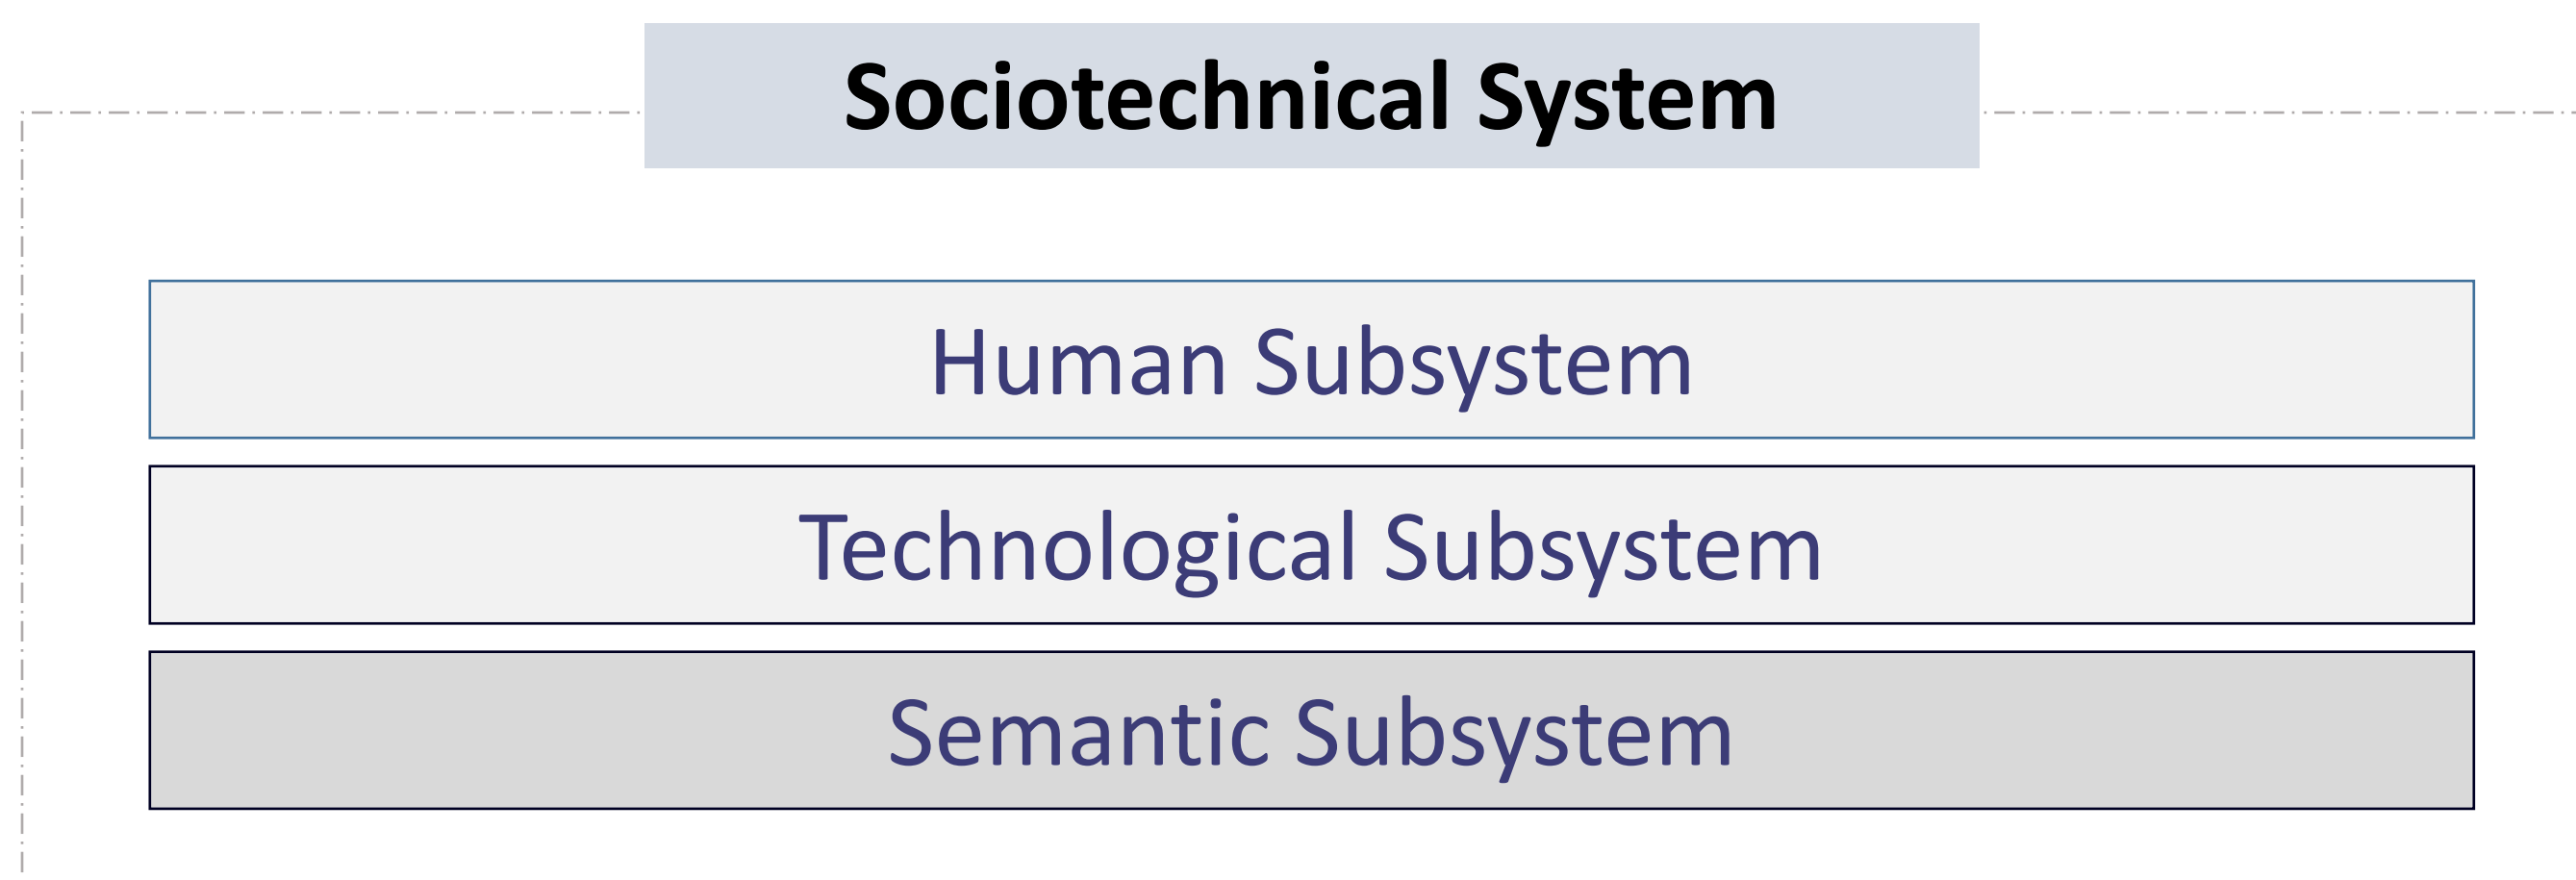 Sociotechnical System
Human Subsystem
Technological Subsystem
Semantic Subsystem